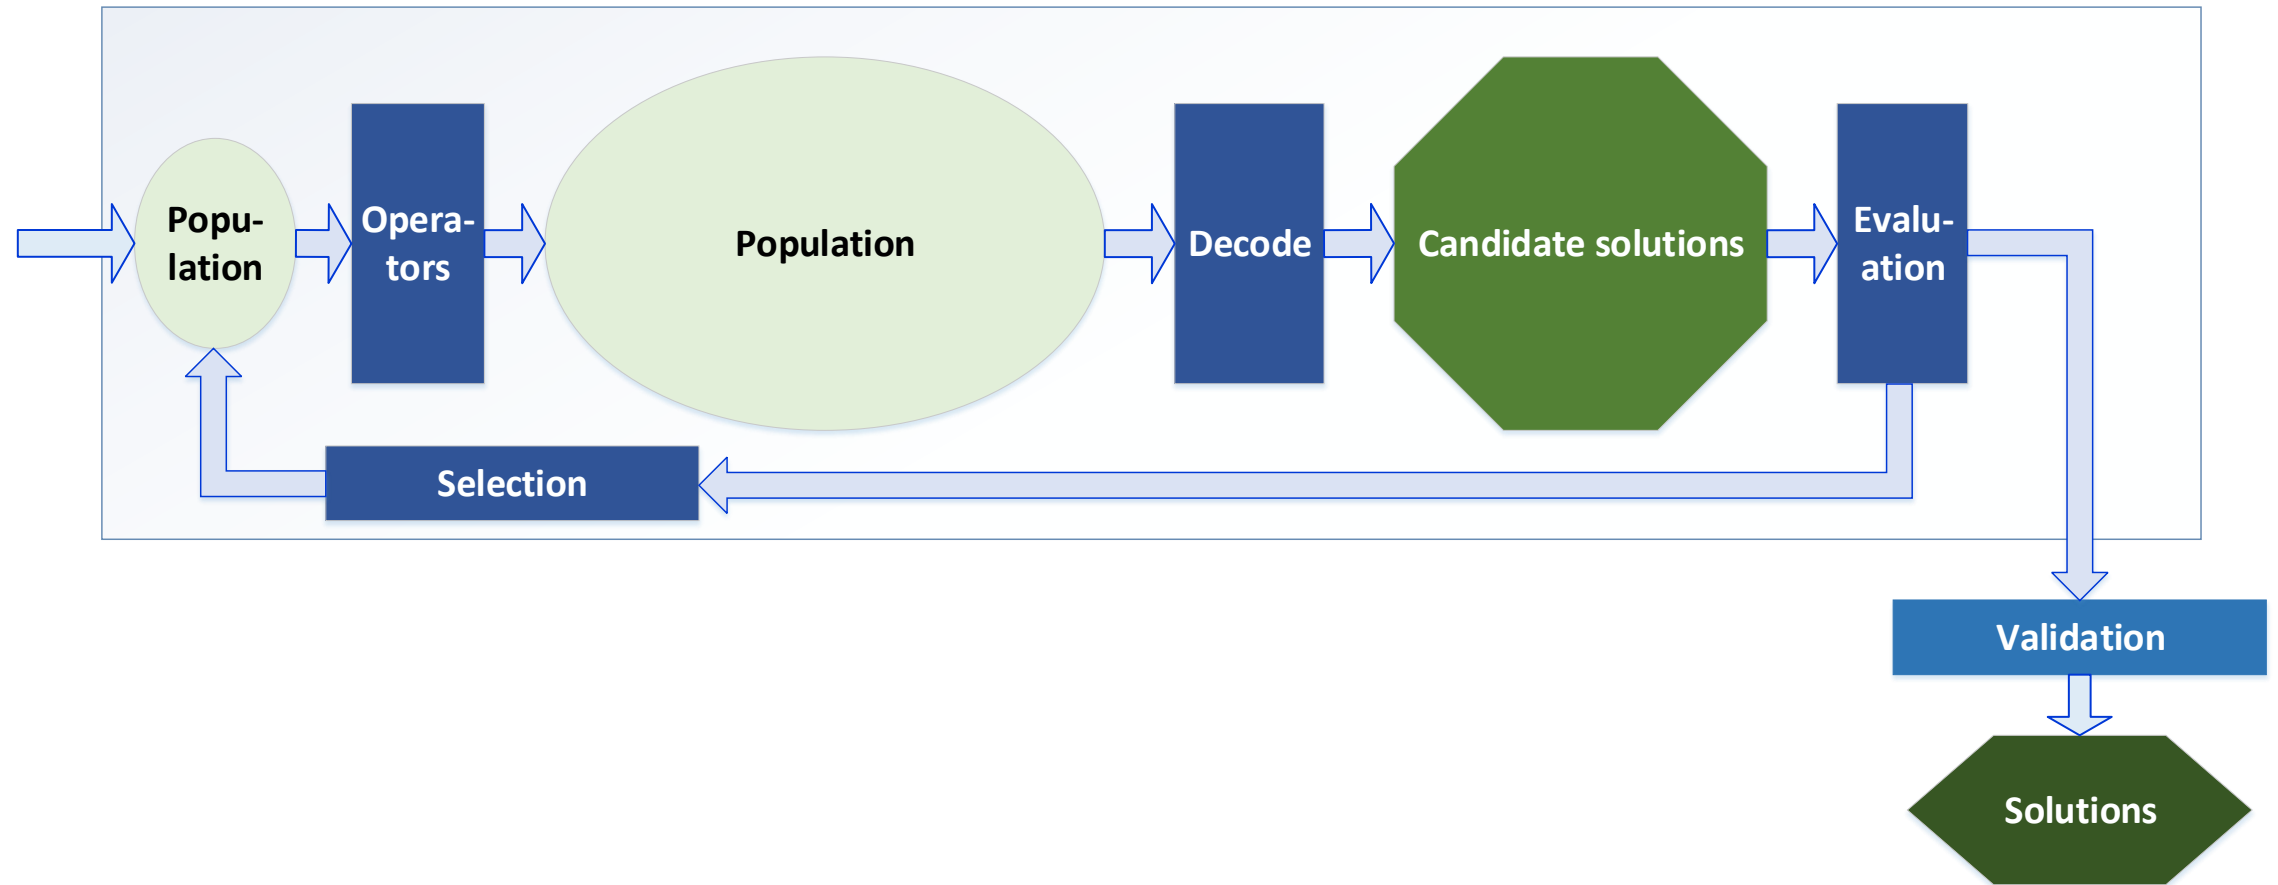 Popu-
lation
Opera-
tors
Population
Decode
Candidate solutions
Evalu-
ation
Selection
Validation
Solutions